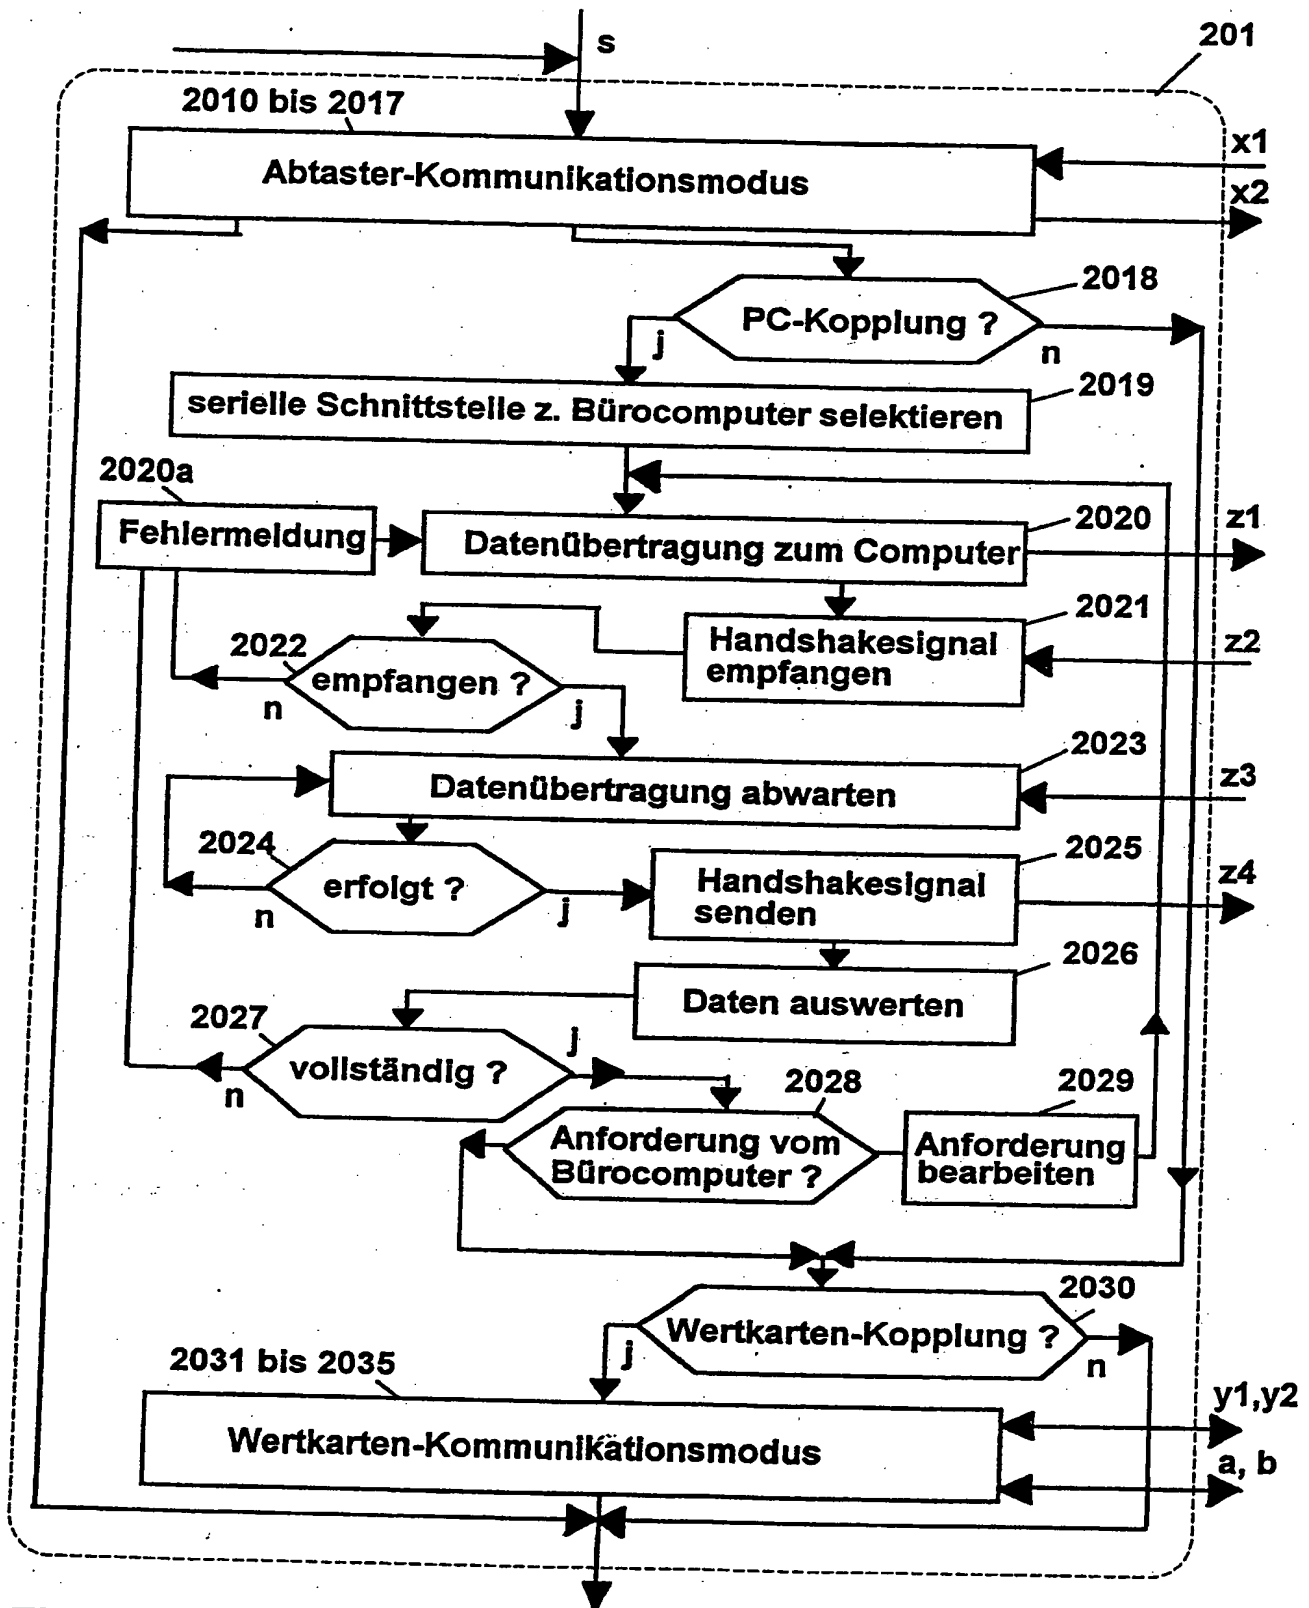 201
s
2010 bis 2017
Abtaster-Kommunikationsmodus
x1
x2
2018
PC-Kopplung ?
j
n
2019
serielle Schnittstelle z. Bürocomputer selektieren
2020a
Fehlermeldung
2020
Datenübertragung zum Computer
z1
2021
Handshakesignal
empfangen
z2
2022
empfangen ?
n
j
2023
Datenübertragung abwarten
z3
2024
erfolgt ?
n
j
2025
Handshakesignal
senden
z4
2026
Daten auswerten
2027
vollständig ?
n
j
2028
Anforderung vom
Bürocomputer ?
2029
Anforderung
bearbeiten
2030
Wertkarten-Kopplung ?
j
n
2031 bis 2035
Wertkarten-Kommunikationsmodus
y1,y2
a, b